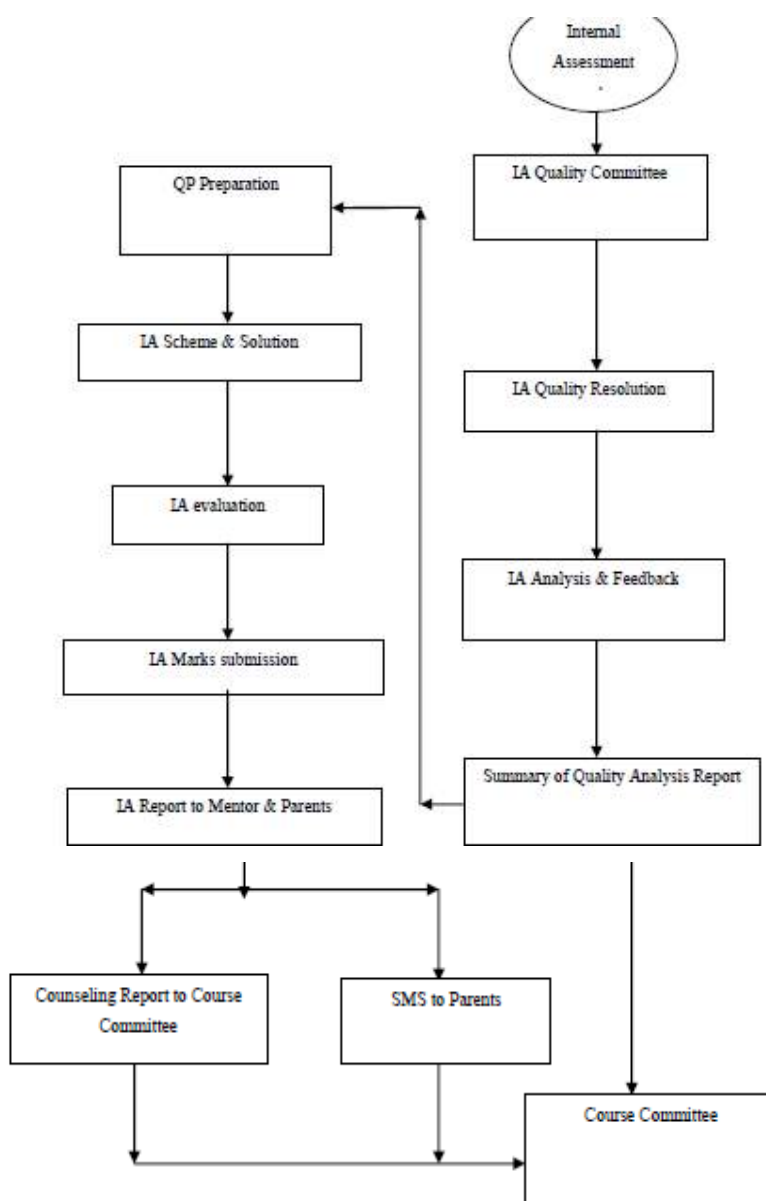 Internal
Assessment
.
IA Quality Committee
QP Preparation
IA Scheme & Solution
IA Quality Resolution
IA evaluation
IA Analysis & Feedback
IA Marks submission
Summary of Quality Analysis Report
IA Report to Mentor & Parents
Counseling Report to Course
Committee
SMS to Parents
Course Committee